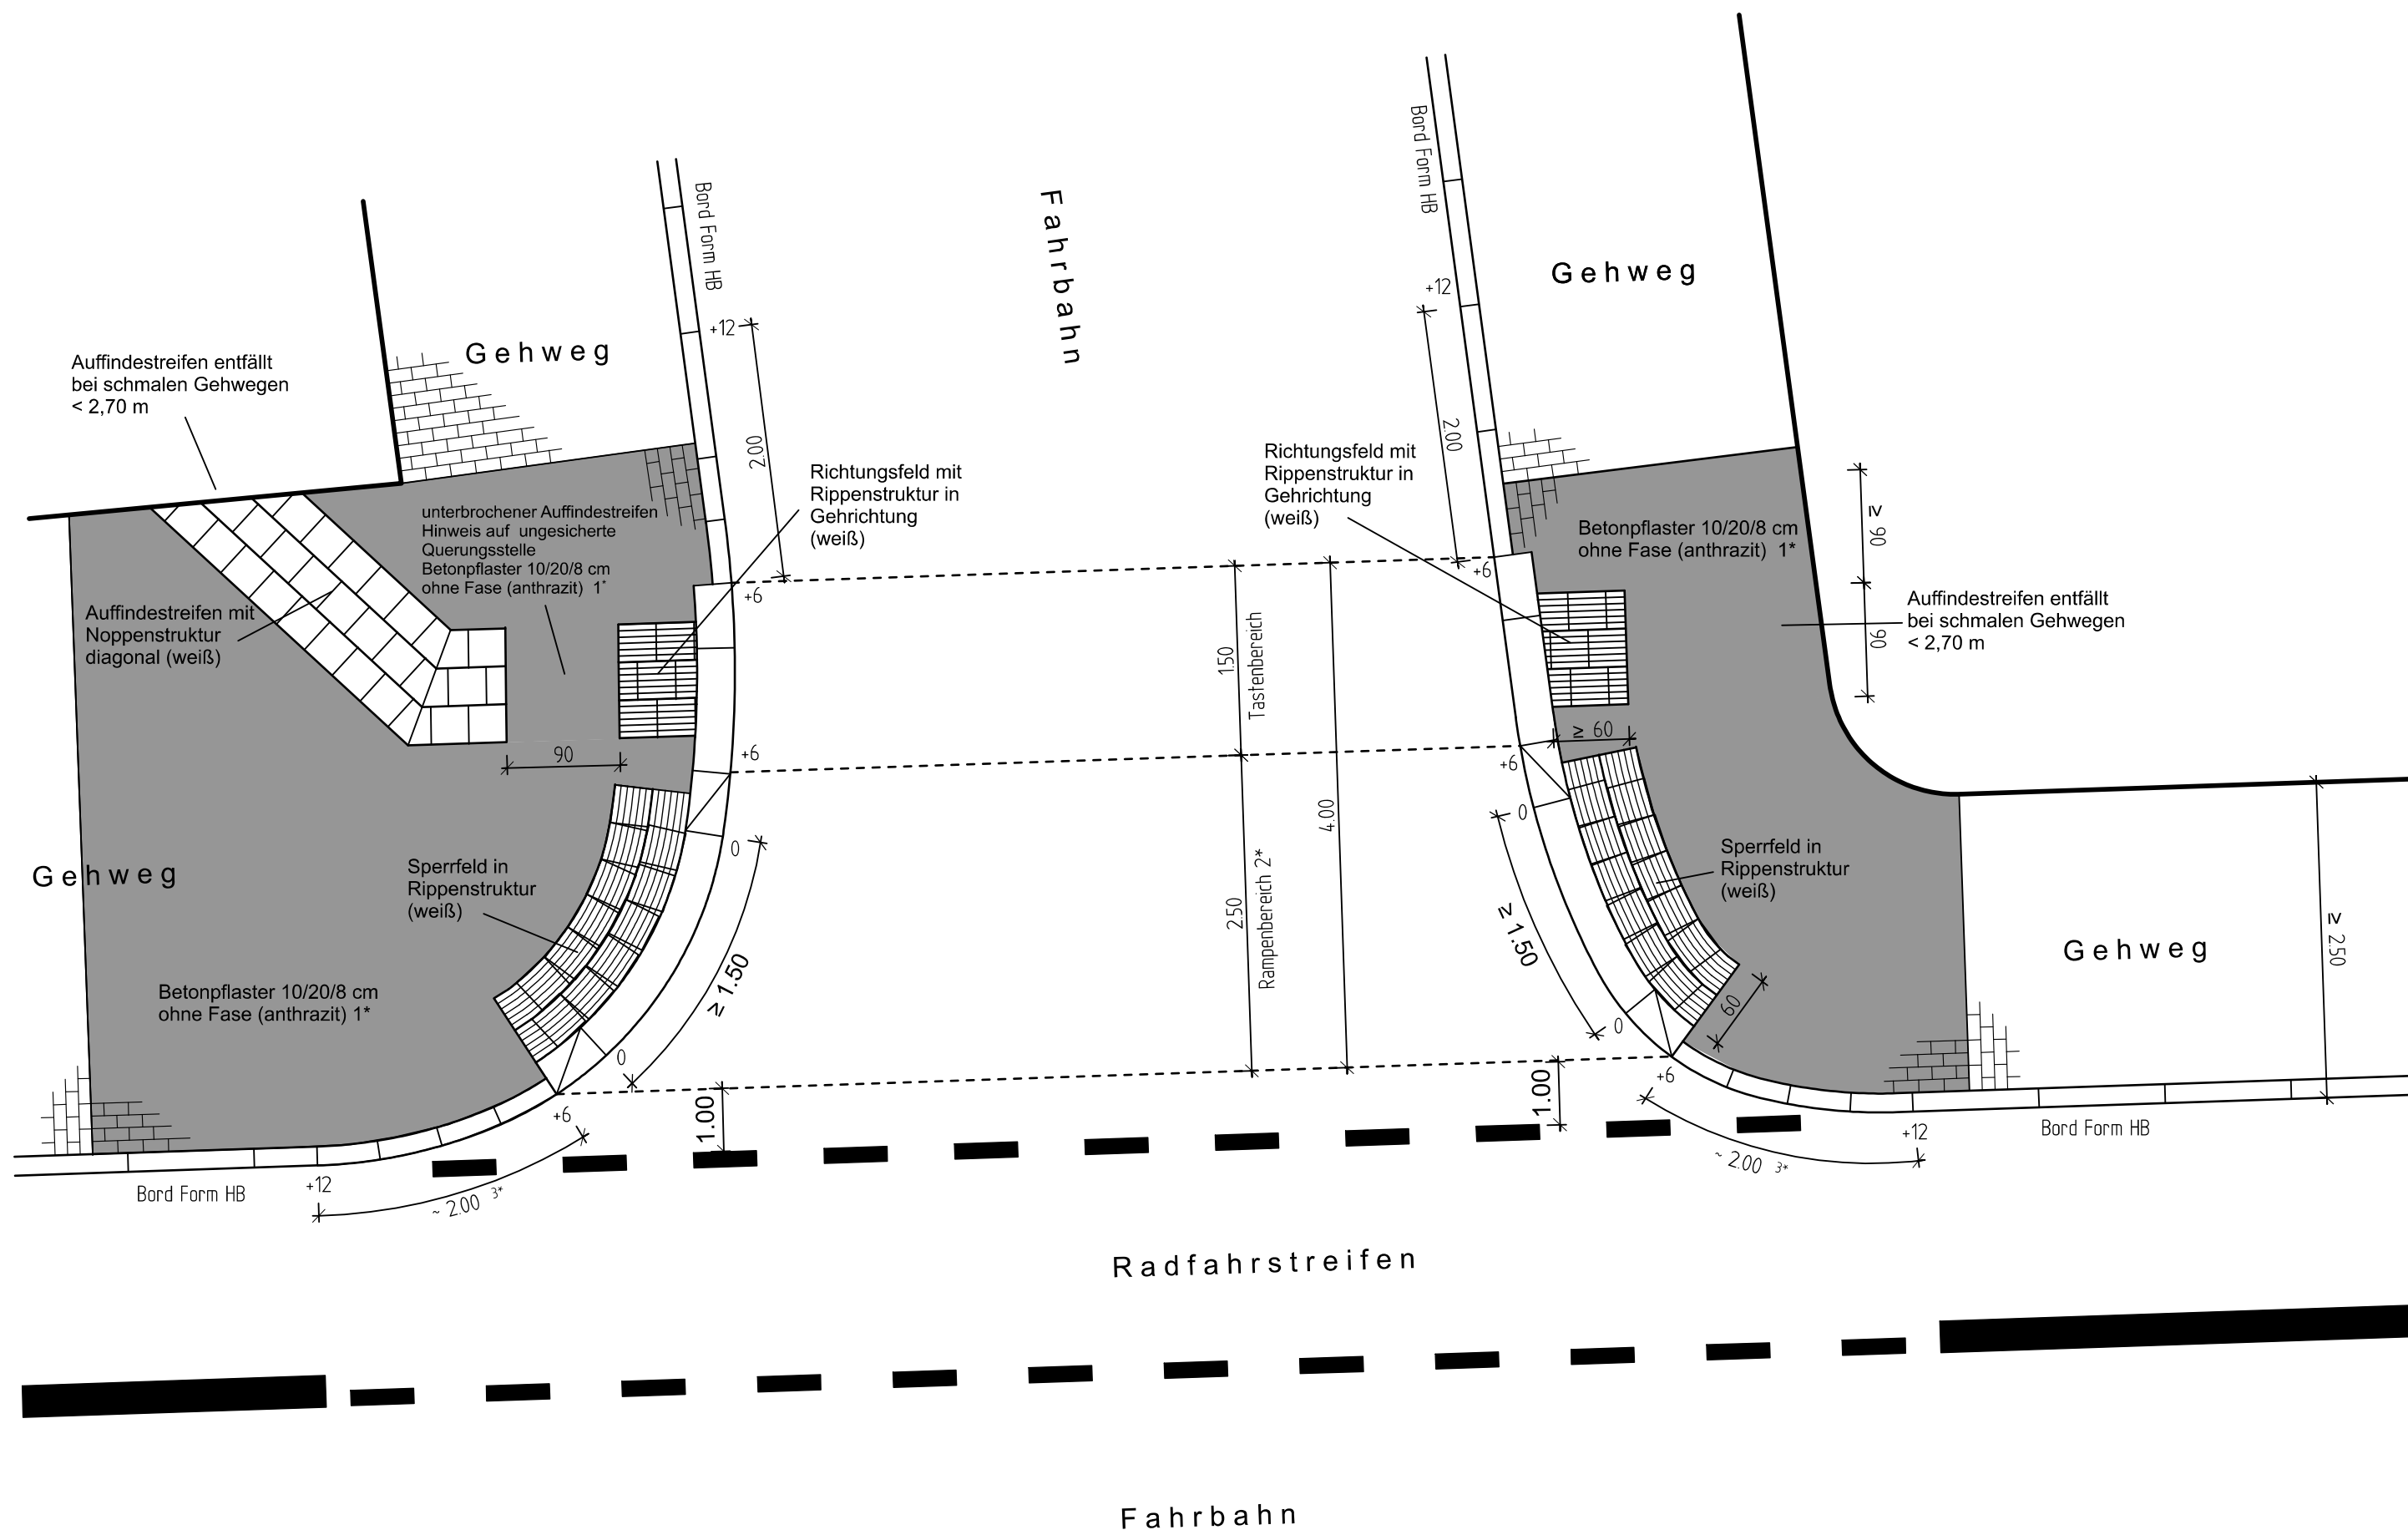 Bord Form HB
+12
2.00
Gehweg
Auffindestreifen entfällt
bei schmalen Gehwegen
< 2,70 m
unterbrochener Auffindestreifen
Hinweis auf ungesicherte
Querungsstelle
Betonpflaster 10/20/8 cm
ohne Fase (anthrazit) 1*
Richtungsfeld mit
Rippenstruktur in
Gehrichtung
(weiß)
Auffindestreifen mit
Noppenstruktur
diagonal (weiß)
+6
90
+6
0
Gehweg
Sperrfeld in
Rippenstruktur
(weiß)
≥ 1.50
Betonpflaster 10/20/8 cm
ohne Fase (anthrazit) 1*
0
+6
1.00
Bord Form HB
+12
~ 2.00 3*
Fahrbahn
1.50
Tastenbereich
4.00
2.50
Rampenbereich 2*
Bord Form HB
+12
2.00
Gehweg
Richtungsfeld mit
Rippenstruktur in
Gehrichtung
(weiß)
+6
Betonpflaster 10/20/8 cm
ohne Fase (anthrazit) 1*
≥ 90
90
Auffindestreifen entfällt
bei schmalen Gehwegen
< 2,70 m
≥ 60
+6
0
≥ 1.50
Sperrfeld in
Rippenstruktur
(weiß)
60
0
+6
1.00
Gehweg
≥ 2.50
+12
Bord Form HB
~ 2.00 3*
Radfahrstreifen
Fahrbahn